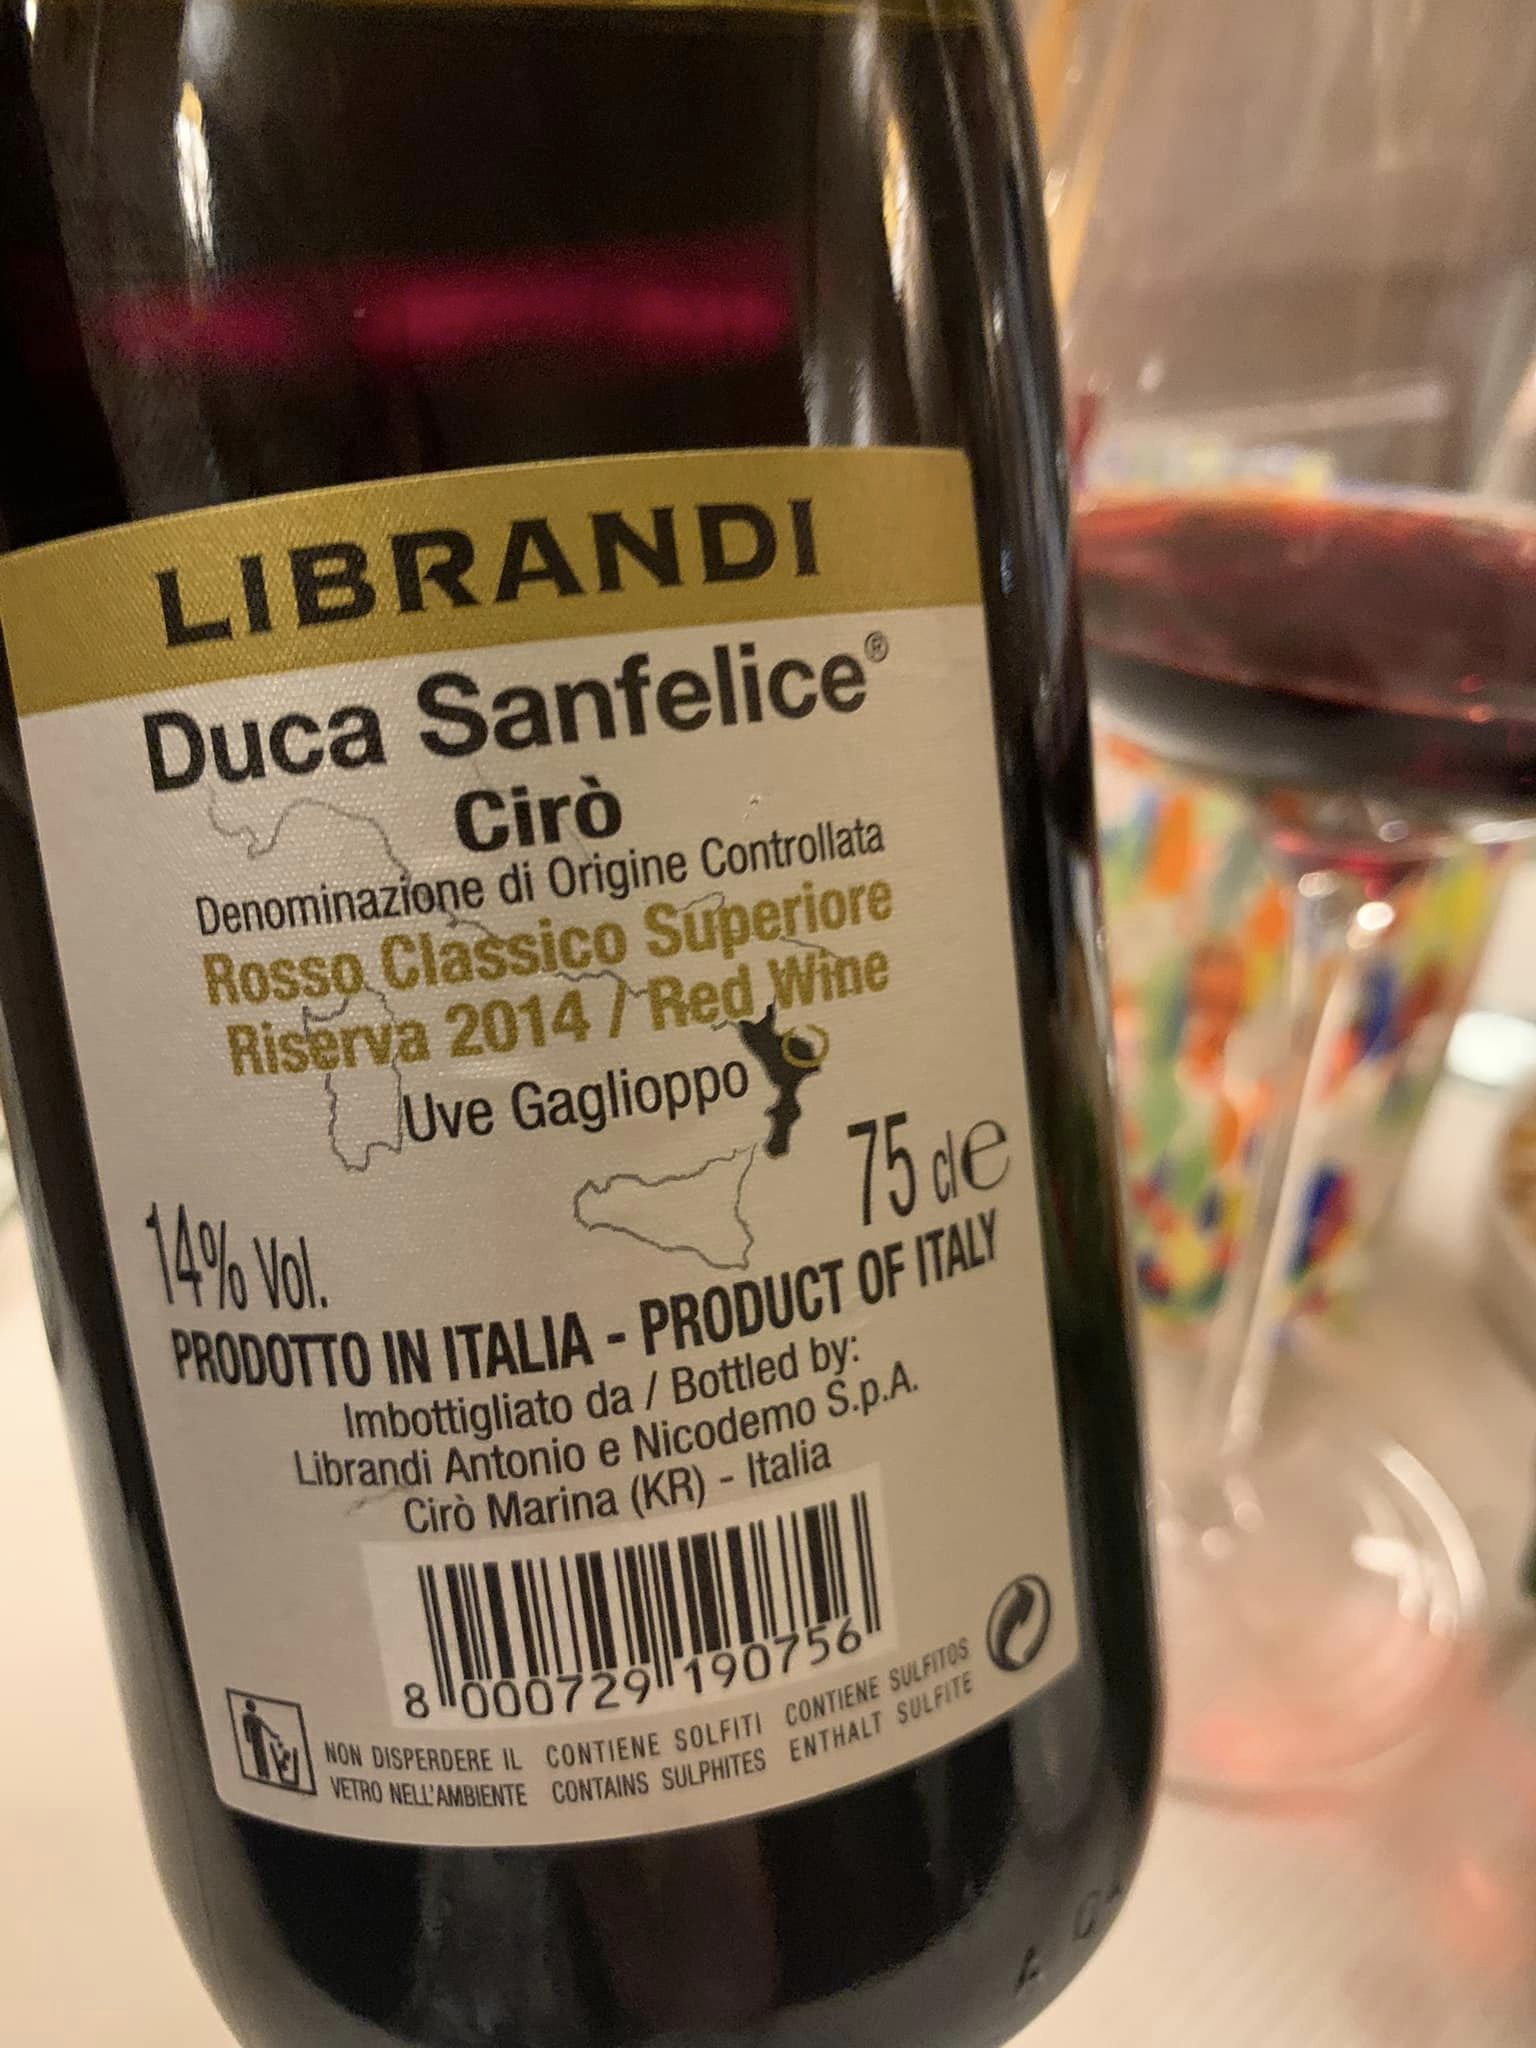 LIBRANDI
Duca Sanfelice®
Cirò
Denominazione di Origine Controllata
Rosso Classico Superiore
Riserva 2014 / Red Wine
Uve Gaglioppo
14% Vol.
75 cl e
PRODOTTO IN ITALIA - PRODUCT OF ITALY
Imbottigliato da / Bottled by:
Librandi Antonio e Nicodemo S.p.A.
Cirò Marina (KR) - Italia
8 000729 190756
NON DISPERDERE IL
VETRO NELL'AMBIENTE
CONTIENE SOLFITI CONTIENE SULFITOS
CONTAINS SULPHITES ENTHALT SULFITE